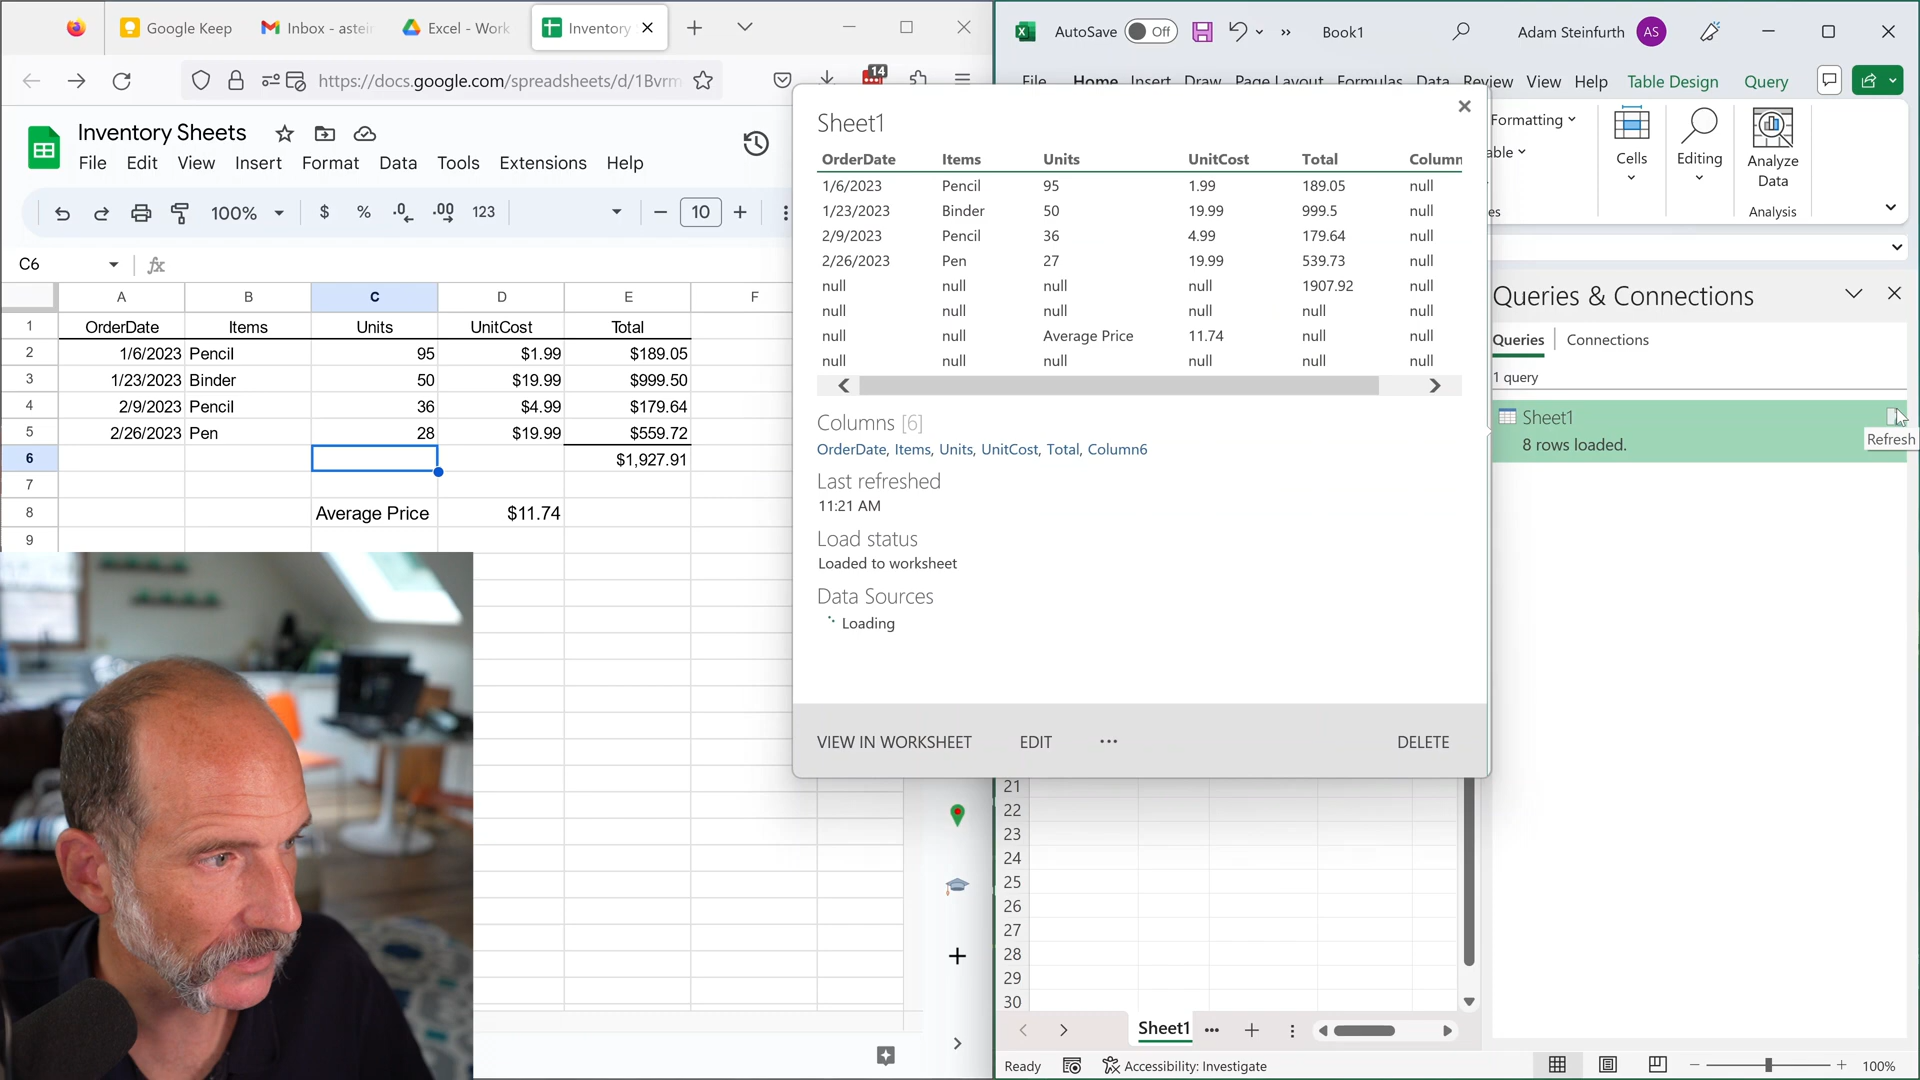 Google Keep
Inbox - astein
Excel - Work
Inventory
https://docs.google.com/spreadsheets/d/1Bvrm
14
Inventory Sheets
File Edit View Insert Format Data Tools Extensions Help
100% $ % .0 .00 123 10
C6
A B C D E F
1 OrderDate Items Units UnitCost Total
2 1/6/2023 Pencil 95 $1.99 $189.05
3 1/23/2023 Binder 50 $19.99 $999.50
4 2/9/2023 Pencil 36 $4.99 $179.64
5 2/26/2023 Pen 28 $19.99 $559.72
6 $1,927.91
7
8 Average Price $11.74
9
AutoSave Off
Book1
Adam Steinfurth AS
File Home Insert Draw Page Layout Formulas Data Review View Help Table Design Query
Formatting
able
es
Cells
Editing
Analyze
Data
Analysis
Sheet1
OrderDate Items Units UnitCost Total Column
1/6/2023 Pencil 95 1.99 189.05 null
1/23/2023 Binder 50 19.99 999.5 null
2/9/2023 Pencil 36 4.99 179.64 null
2/26/2023 Pen 27 19.99 539.73 null
null null null null 1907.92 null
null null null null null null
null null Average Price 11.74 null null
null null null null null null
Columns [6]
OrderDate, Items, Units, UnitCost, Total, Column6
Last refreshed
11:21 AM
Load status
Loaded to worksheet
Data Sources
Loading
VIEW IN WORKSHEET EDIT ... DELETE
Queries & Connections
Queries Connections
1 query
Sheet1
8 rows loaded.
Refresh
21
22
23
24
25
26
27
28
29
30
Sheet1
Ready
Accessibility: Investigate
100%